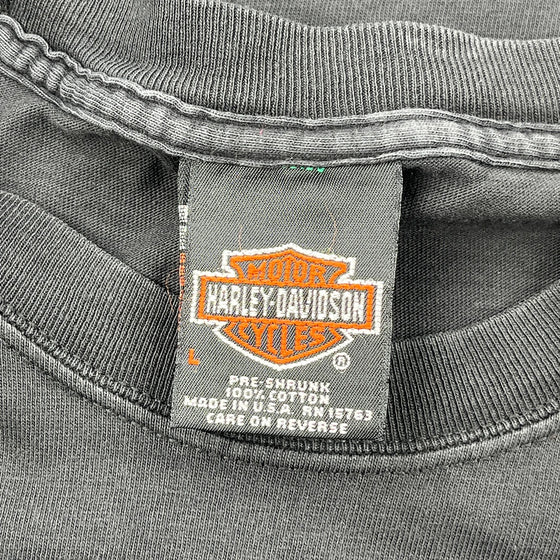 MOTOR
HARLEY-DAVIDSON
CYCLES
®
L
PRE-SHRUNK
100% COTTON
MADE IN U.S.A. RN 15763
CARE ON REVERSE